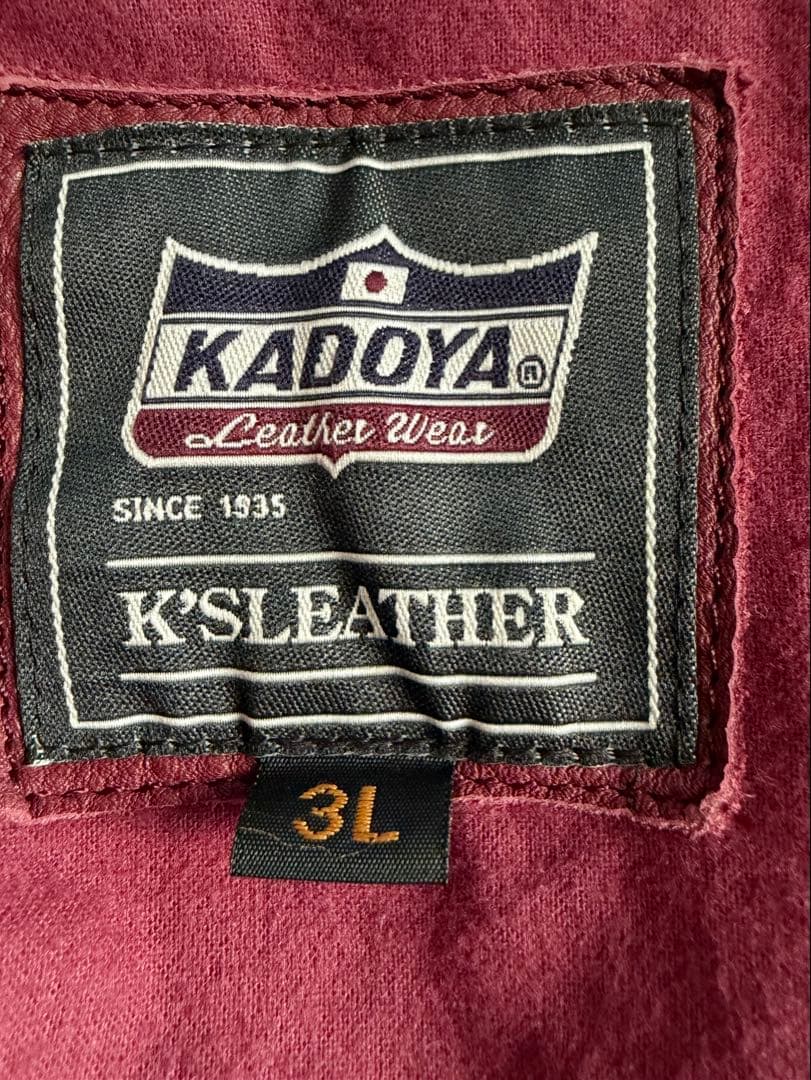 KADOYA®
Leather Wear
SINCE 1935
K'SLEATHER
3L